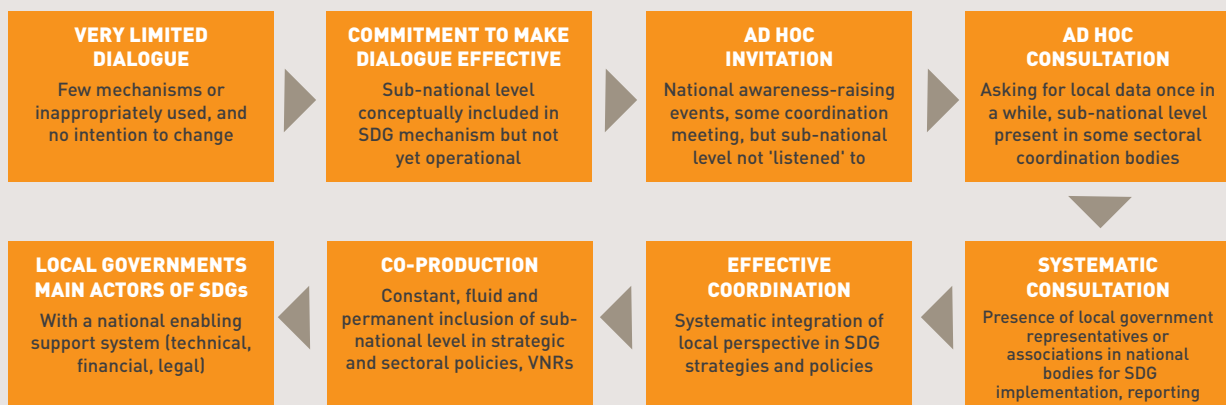 VERY LIMITED
DIALOGUE
Few mechanisms or
inappropriately used, and
no intention to change
COMMITMENT TO MAKE
DIALOGUE EFFECTIVE
Sub-national level
conceptually included in
SDG mechanism but not
yet operational
AD HOC
INVITATION
National awareness-raising
events, some coordination
meeting, but sub-national
level not 'listened' to
AD HOC
CONSULTATION
Asking for local data once in
a while, sub-national level
present in some sectoral
coordination bodies
SYSTEMATIC
CONSULTATION
Presence of local government
representatives or
associations in national
bodies for SDG
implementation, reporting
EFFECTIVE
COORDINATION
Systematic integration of
local perspective in SDG
strategies and policies
CO-PRODUCTION
Constant, fluid and
permanent inclusion of sub-
national level in strategic
and sectoral policies, VNRs
LOCAL GOVERNMENTS
MAIN ACTORS OF SDGs
With a national enabling
support system (technical,
financial, legal)